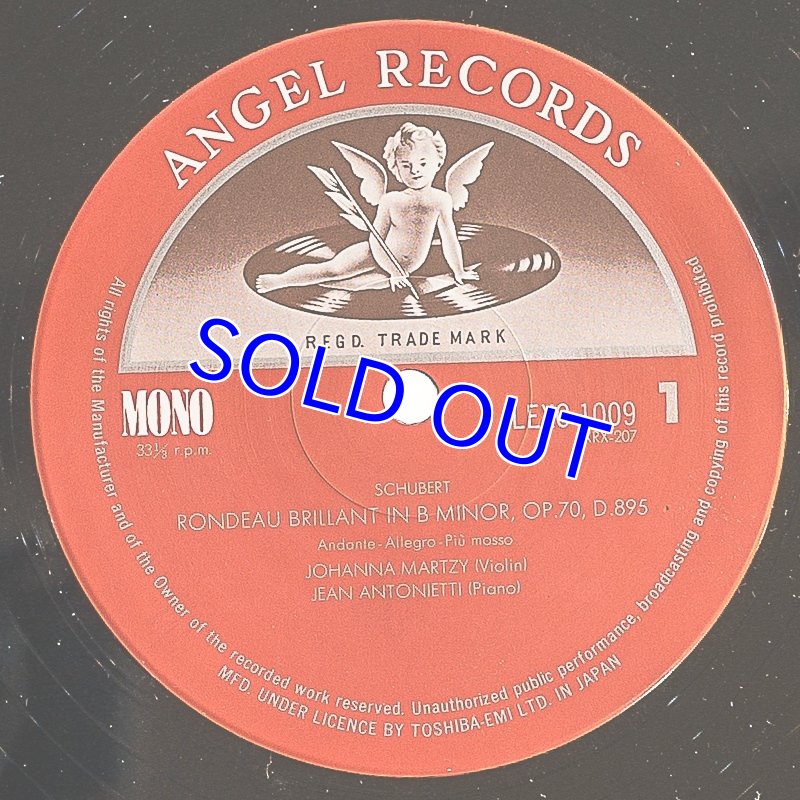 ANGEL RECORDS
REGD. TRADE MARK
SOLD OUT
MONO
33⅓ r.p.m.
1009
1
RX-207
SCHUBERT
RONDEAU BRILLANT IN B MINOR, OP.70, D.895
Andante-Allegro-Più mosso
JOHANNA MARTZY (Violin)
JEAN ANTONIETTI (Piano)
All rights of the Manufacturer and of the Owner of the recorded work reserved. Unauthorized public performance, broadcasting and copying of this record prohibited
MFD. UNDER LICENCE BY TOSHIBA-EMI LTD. IN JAPAN